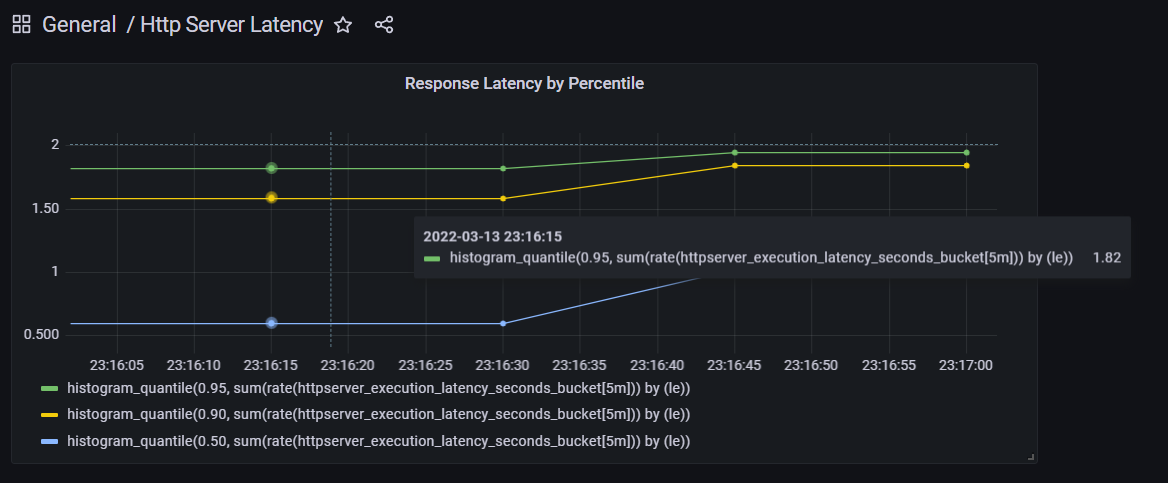 General / Http Server Latency
Response Latency by Percentile
2
1.50
1
0.500
2022-03-13 23:16:15
histogram_quantile(0.95, sum(rate(httpserver_execution_latency_seconds_bucket[5m])) by (le)) 1.82
23:16:05 23:16:10 23:16:15 23:16:20 23:16:25 23:16:30 23:16:35 23:16:40 23:16:45 23:16:50 23:16:55 23:17:00
histogram_quantile(0.95, sum(rate(httpserver_execution_latency_seconds_bucket[5m])) by (le))
histogram_quantile(0.90, sum(rate(httpserver_execution_latency_seconds_bucket[5m])) by (le))
histogram_quantile(0.50, sum(rate(httpserver_execution_latency_seconds_bucket[5m])) by (le))